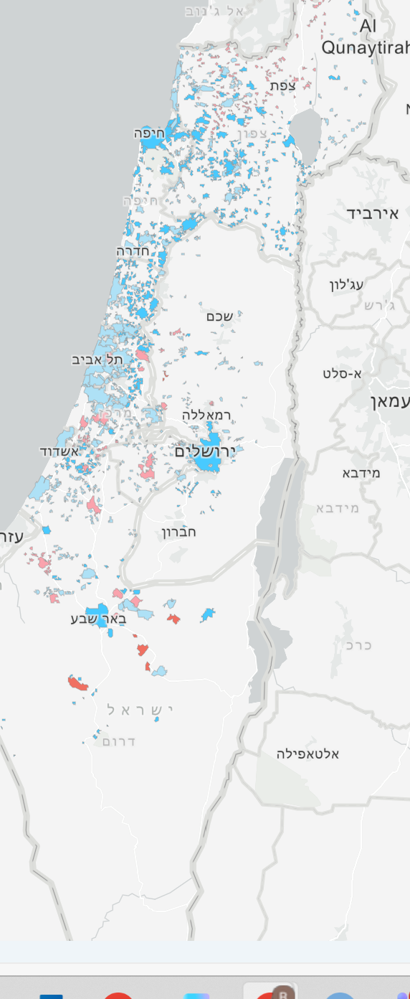 אל ג'נוב
Al
Qunaytirah
צפת
חיפה
צפון
חיפה
אירביד
חדרה
עג'לון
ג'רש
שכם
תל אביב
א-סלט
עמאן
מרכז
רמאללה
אשדוד
ירושלים
מידבא
מידבא
עזה
חברון
באר שבע
כרכ
ישראל
דרום
אלטאפילה